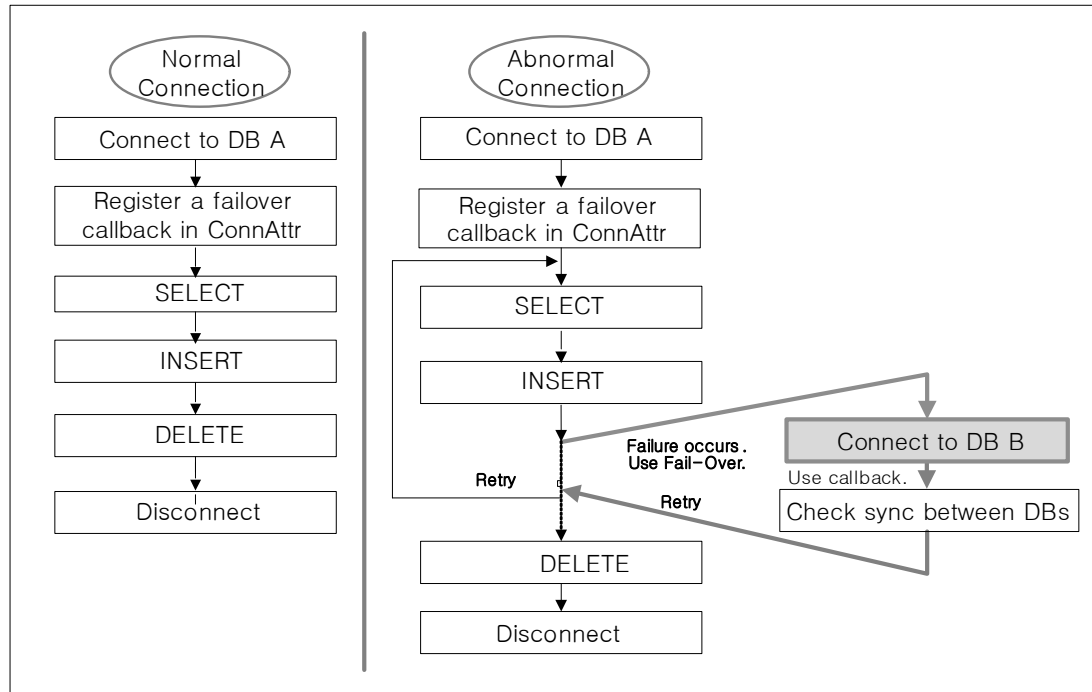 Normal
Connection
Connect to DB A
Register a failover
callback in ConnAttr
SELECT
INSERT
DELETE
Disconnect
Abnormal
Connection
Connect to DB A
Register a failover
callback in ConnAttr
SELECT
INSERT
Failure occurs.
Use Fail-Over.
Retry
Connect to DB B
Use callback.
Check sync between DBs
Retry
DELETE
Disconnect